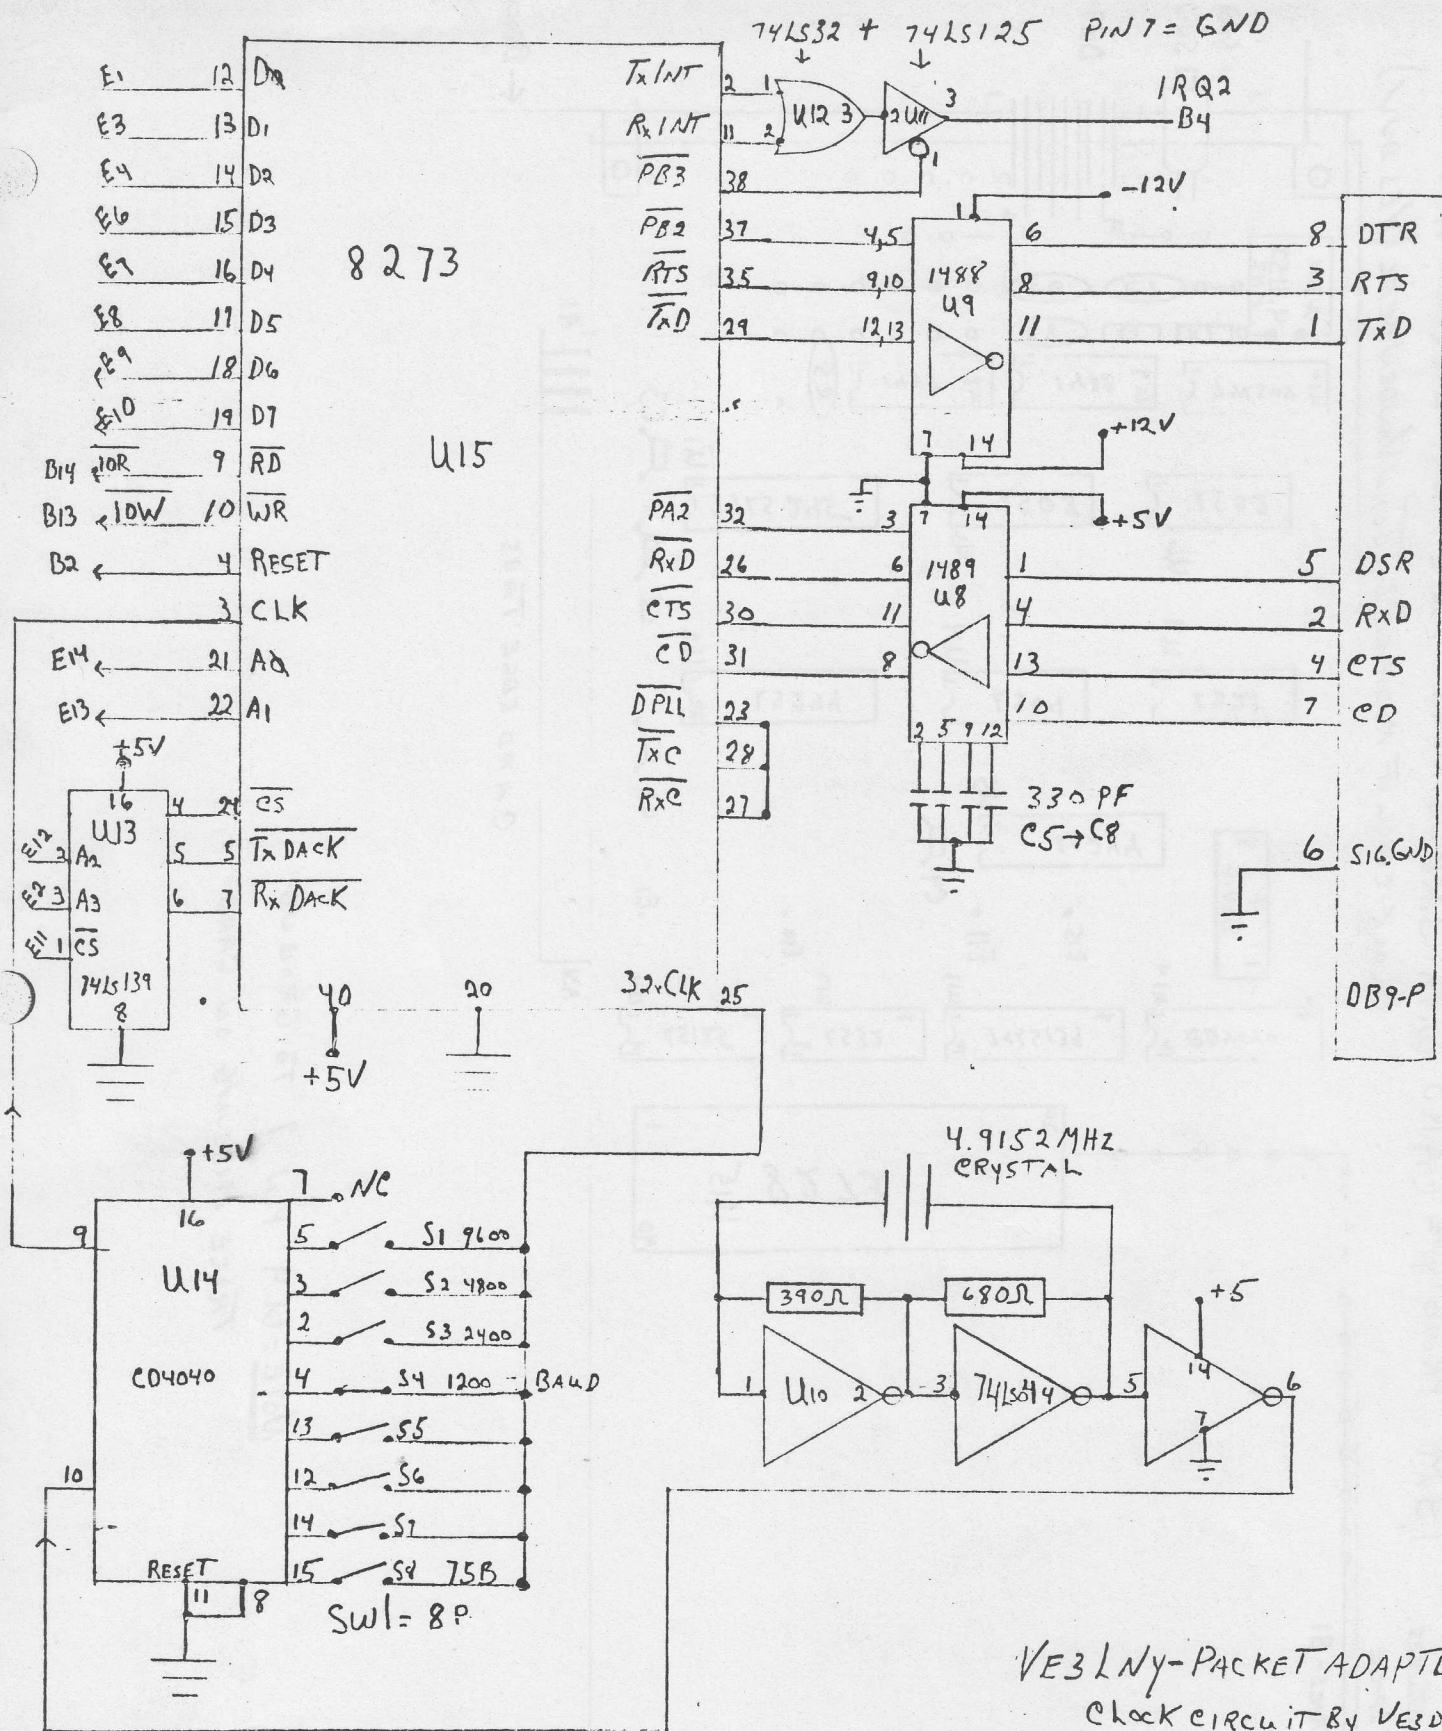 74LS32 + 74LS125 PIN 7 = GND
E1 12 D0
E3 13 D1
E4 14 D2
E6 15 D3
E7 16 D4
E8 17 D5
E9 18 D6
E10 19 D7
B14 IOR 9 RD
B13 IOW 10 WR
B2 4 RESET
3 CLK
E14 21 A0
E13 22 A1
8273
U15
TxINT 2 1
RxINT 11 2
U12 3
2 U11 3
1
IRQ2
B4
PB3 38
PB2 37 4,5
RTS 35 9,10
TxD 29 12,13
1 -12V
1488
U9
7 14
+12V
6 8 DTR
8 3 RTS
11 1 TxD
PA2 32 3
RxD 26 6
CTS 30 11
CD 31 8
DPLL 23
TxC 28
RxC 27
7 14
+5V
1489
U8
2 5 9 12
1 5 DSR
4 2 RxD
13 4 CTS
10 7 CD
330 PF
C5→C8
6 SIG.GND
DB9-P
+5V
16
U13
4 24 CS
E12 2 A2
5 5 TxDACK
E2 3 A3
6 7 RxDACK
E11 1 CS
74LS139
8
40
+5V
20
32xCLK 25
+5V
16
7 NC
9
U14
CD4040
10
RESET
11 8
5 S1 9600
3 S2 4800
2 S3 2400
4 S4 1200 BAUD
13 S5
12 S6
14 S7
15 S8 75B
SW1 = 8P
4.9152 MHZ
CRYSTAL
390Ω 680Ω
+5
1 U10 2
3
5 14 6
7
VE3LNY-PACKET ADAPTE
CLOCK CIRCUIT BY VE3D